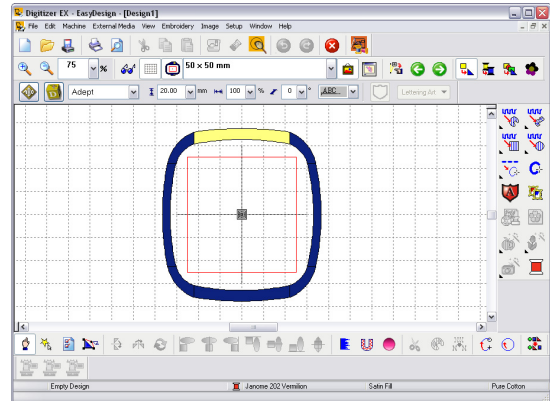 Digitizer EX - EasyDesign - [Design1]
File Edit Machine External Media View Embroidery Image Setup Window Help
75 % 50 x 50 mm
Adept 20.00 mm 100 % 0 ° ABC... Lettering Art
Empty Design Janome 202 Vermilion Satin Fill Pure Cotton